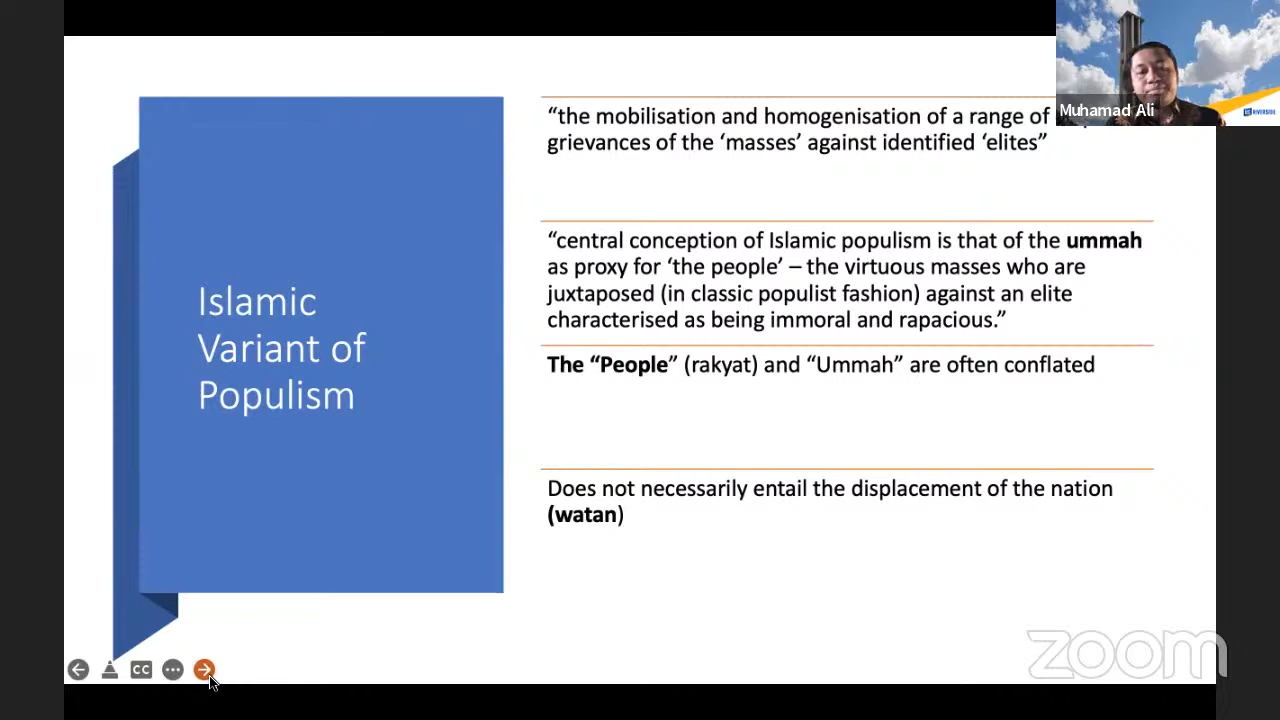 Islamic
Variant of
Populism
“the mobilisation and homogenisation of a range of
grievances of the ‘masses’ against identified ‘elites”
“central conception of Islamic populism is that of the ummah
as proxy for ‘the people’ – the virtuous masses who are
juxtaposed (in classic populist fashion) against an elite
characterised as being immoral and rapacious.”
The “People” (rakyat) and “Ummah” are often conflated
Does not necessarily entail the displacement of the nation
(watan)
Muhamad Ali
RIVERSIDE
CC
zoom